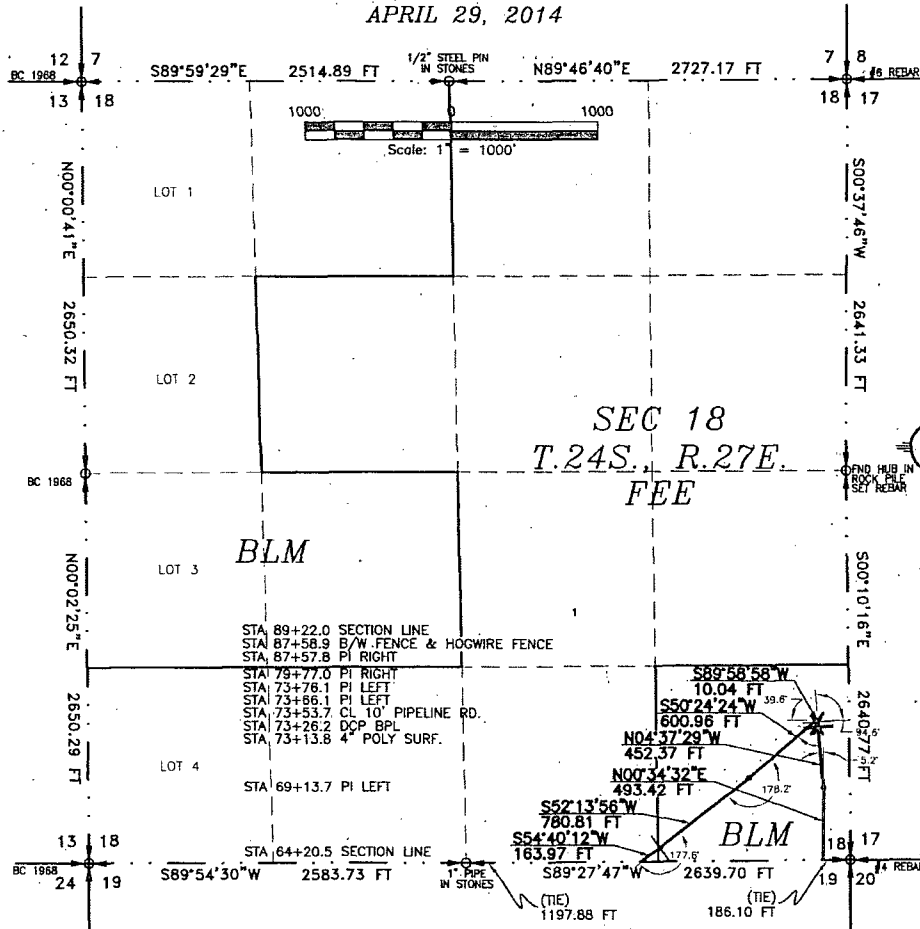 APRIL 29, 2014
12 7
BC 1968
13 18
S89°59'29"E 2514.89 FT
1/2" STEEL PIN
IN STONES
N89°46'40"E 2727.17 FT
7 8
#6 REBAR
18 17
1000 0 1000
Scale: 1" = 1000'
N00°00'41"E 2650.32 FT
S00°37'46"W 2641.33 FT
LOT 1
LOT 2
SEC 18
T.24S., R.27E.
FEE
BC 1968
FND HUB IN
ROCK PILE
SET REBAR
N00°02'25"E 2650.29 FT
S00°10'16"E 2640.77 FT
LOT 3
BLM
1
STA 89+22.0 SECTION LINE
STA 87+58.9 B/W FENCE & HOGWIRE FENCE
STA 87+57.8 PI RIGHT
STA 79+77.0 PI RIGHT
STA 73+76.1 PI LEFT
STA 73+66.1 PI LEFT
STA 73+53.7 CL 10' PIPELINE RD.
STA 73+26.2 DCP BPL
STA 73+13.8 4" POLY SURF.
STA 69+13.7 PI LEFT
STA 64+20.5 SECTION LINE
LOT 4
S89°58'58"W
10.04 FT
39.6'
S50°24'24"W
600.96 FT
94.6'
N04°37'29"W
452.37 FT
5.2'
N00°34'32"E
493.42 FT
178.2'
S52°13'56"W
780.81 FT
BLM
S54°40'12"W
163.97 FT
177.6'
13 18
BC 1968
24 19
S89°54'30"W 2583.73 FT
1" PIPE
IN STONES
S89°27'47"W 2639.70 FT
18 17
#4 REBAR
19 20
(TIE)
1197.88 FT
(TIE)
186.10 FT